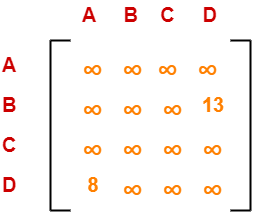 A B C D
A ∞ ∞ ∞ ∞
B ∞ ∞ ∞ 13
C ∞ ∞ ∞ ∞
D 8 ∞ ∞ ∞